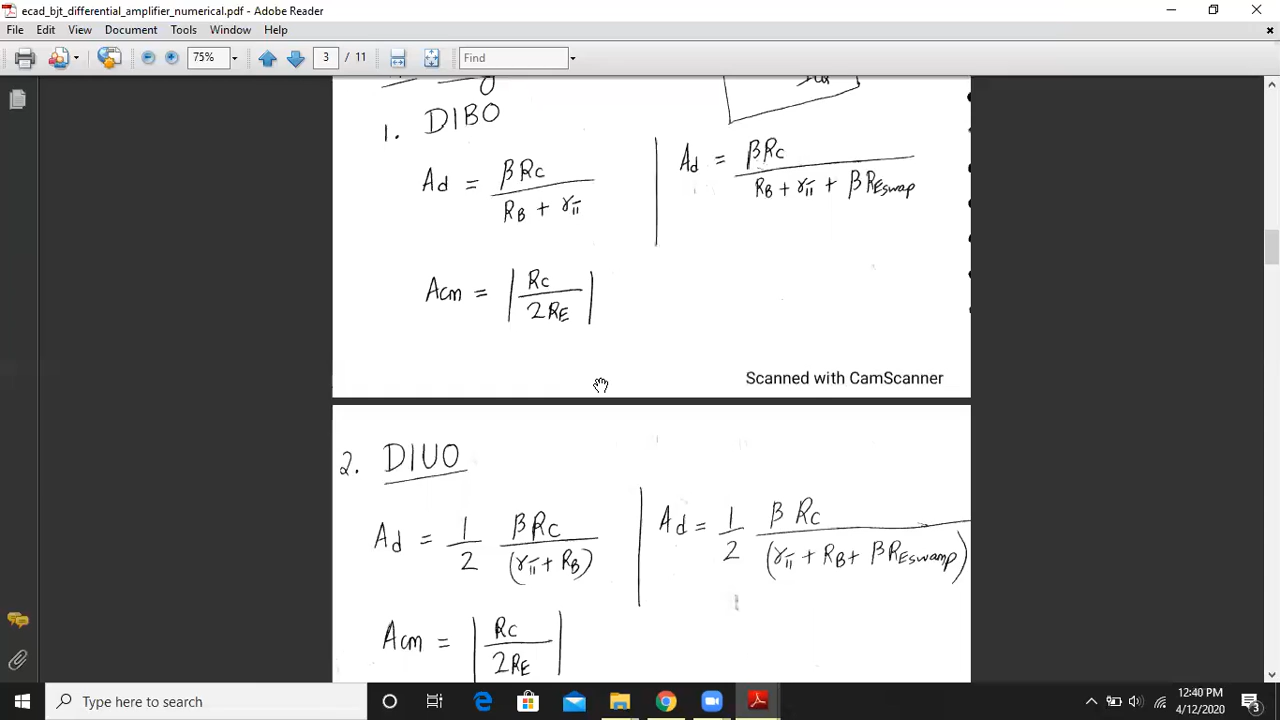 ecad_bjt_differential_amplifier_numerical.pdf - Adobe Reader
File Edit View Document Tools Window Help
75% 3 / 11 Find
1. DIBO
Ad = βRc / (RB + rπ)
Ad = βRc / (RB + rπ + βREswap)
Acm = |Rc / 2RE|
Scanned with CamScanner
2. DIUO
Ad = 1/2 βRc / (rπ + RB)
Ad = 1/2 βRc / (rπ + RB + βREswamp)
Acm = |Rc / 2RE|
Type here to search
12:40 PM
4/12/2020
3